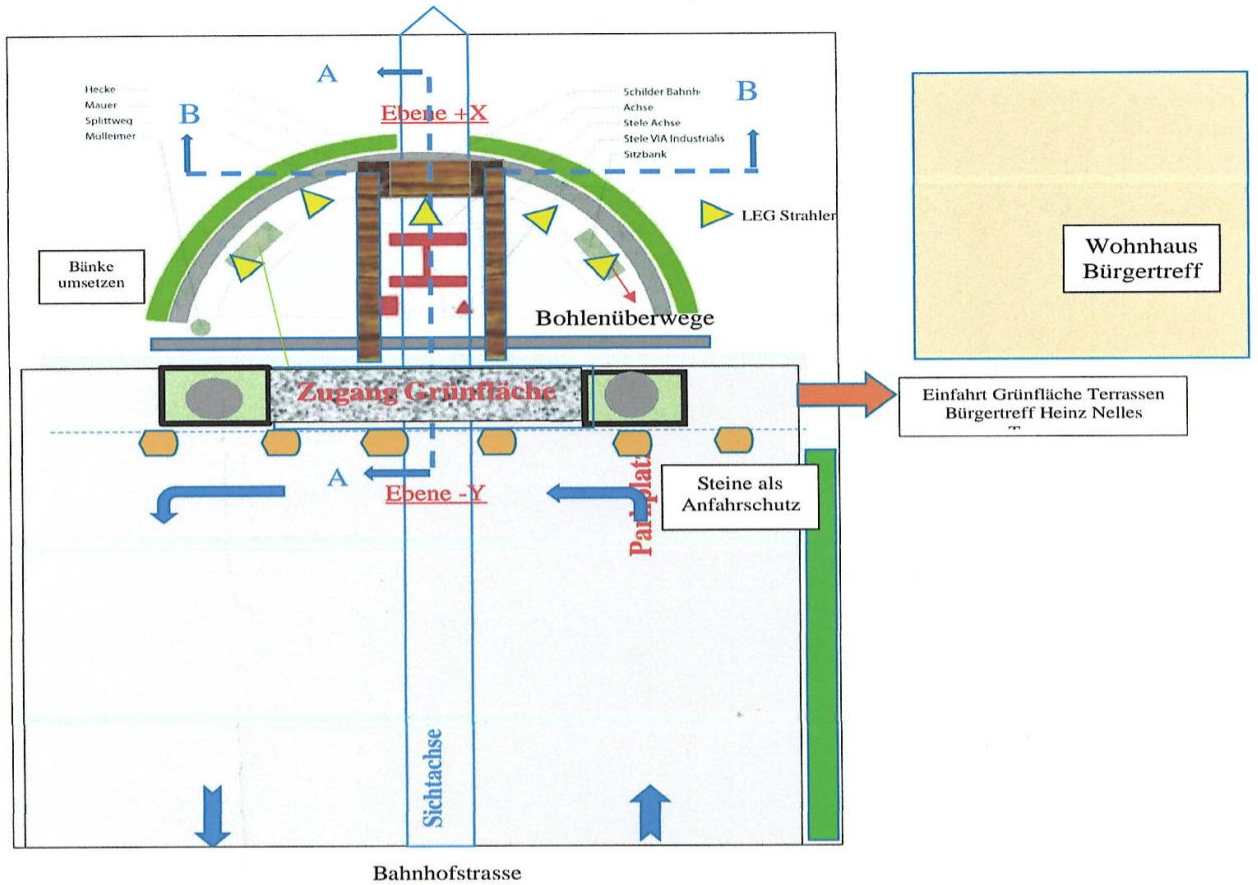 A
B
B
Hecke
Mauer
Splittweg
Mülleimer
Ebene +X
Schilder Bahnh-
Achse
Stele Achse
Stele VIA Industrialis
Sitzbank
LEG Strahler
Wohnhaus
Bürgertreff
Bänke
umsetzen
Bohlenüberwege
Zugang Grünfläche
Einfahrt Grünfläche Terrassen
Bürgertreff Heinz Nelles
A
Ebene -Y
Parkplatz
Steine als
Anfahrschutz
Sichtachse
Bahnhofstrasse